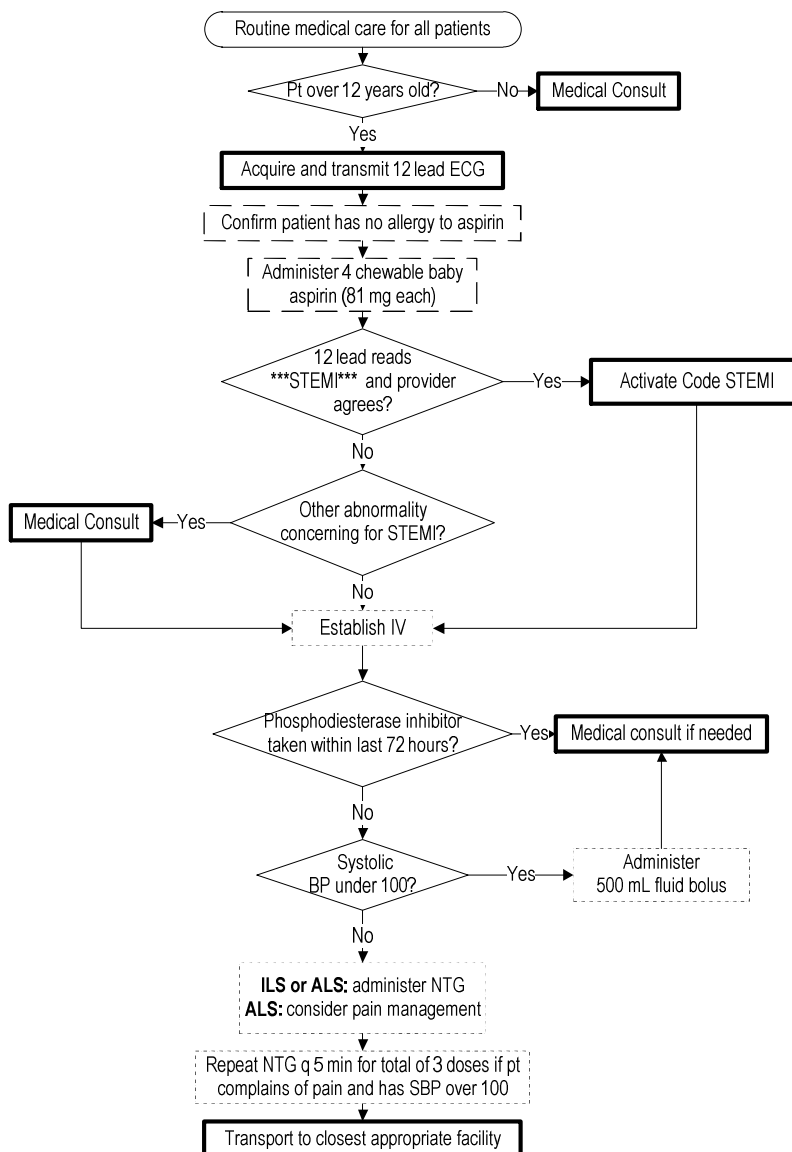 Routine medical care for all patients
Pt over 12 years old?
No
Medical Consult
Yes
Acquire and transmit 12 lead ECG
Confirm patient has no allergy to aspirin
Administer 4 chewable baby
aspirin (81 mg each)
12 lead reads
***STEMI*** and provider
agrees?
Yes
Activate Code STEMI
No
Other abnormality
concerning for STEMI?
Yes
Medical Consult
No
Establish IV
Phosphodiesterase inhibitor
taken within last 72 hours?
Yes
Medical consult if needed
No
Systolic
BP under 100?
Yes
Administer
500 mL fluid bolus
No
ILS or ALS: administer NTG
ALS: consider pain management
Repeat NTG q 5 min for total of 3 doses if pt
complains of pain and has SBP over 100
Transport to closest appropriate facility